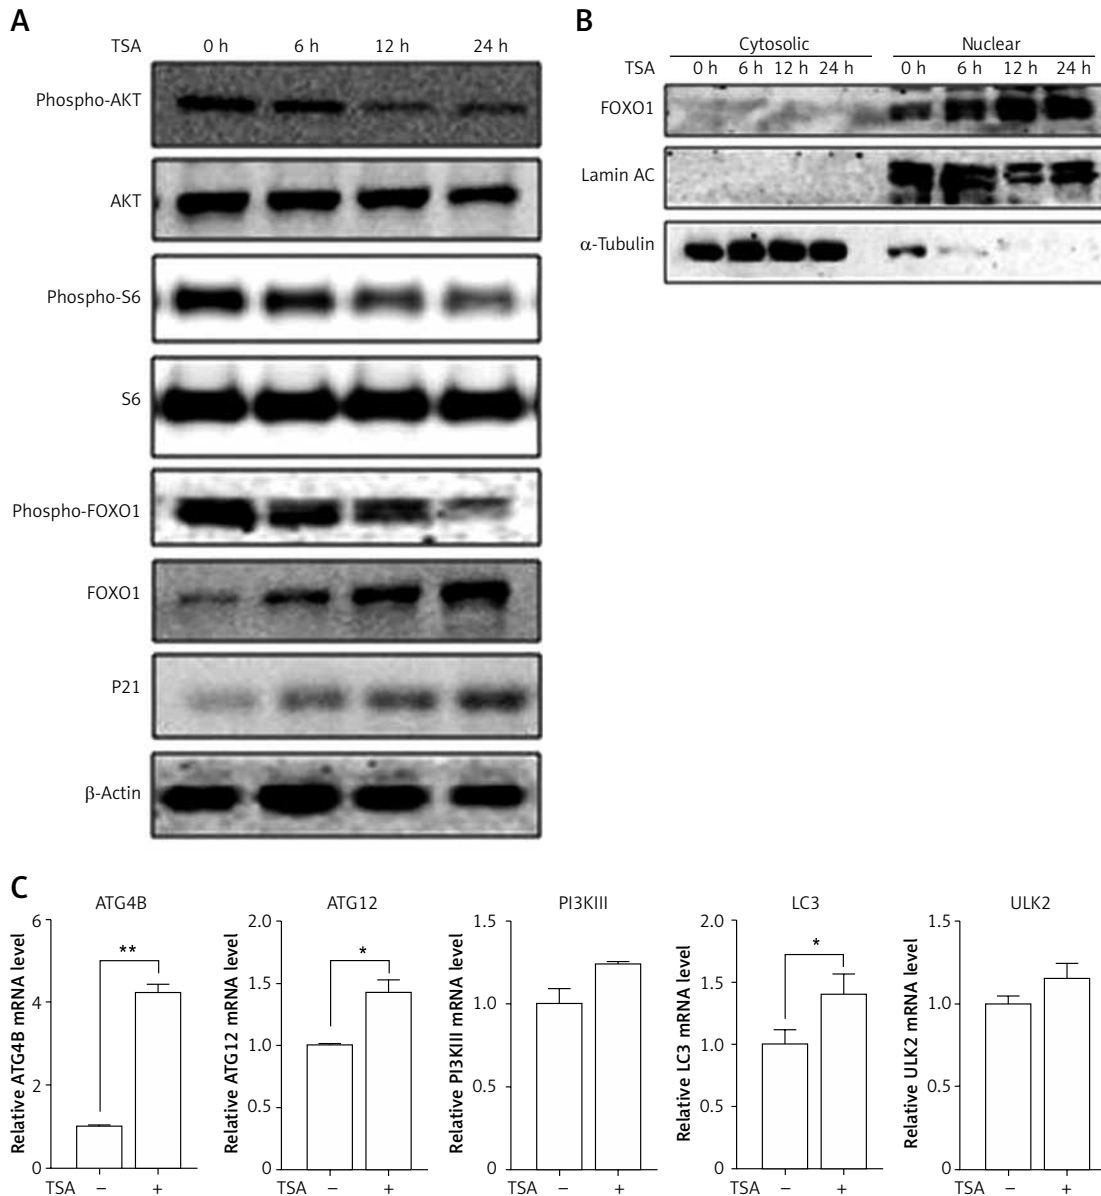 A
TSA 0 h 6 h 12 h 24 h
Phospho-AKT
AKT
Phospho-S6
S6
Phospho-FOXO1
FOXO1
P21
β-Actin
B
Cytosolic Nuclear
TSA 0 h 6 h 12 h 24 h 0 h 6 h 12 h 24 h
FOXO1
Lamin AC
α-Tubulin
C
ATG4B
Relative ATG4B mRNA level
6
4
2
0
**
TSA – +
ATG12
Relative ATG12 mRNA level
2.0
1.5
1.0
0.5
0
*
TSA – +
PI3KIII
Relative PI3KIII mRNA level
1.5
1.0
0.5
0
TSA – +
LC3
Relative LC3 mRNA level
2.0
1.5
1.0
0.5
0
*
TSA – +
ULK2
Relative ULK2 mRNA level
1.5
1.0
0.5
0
TSA – +